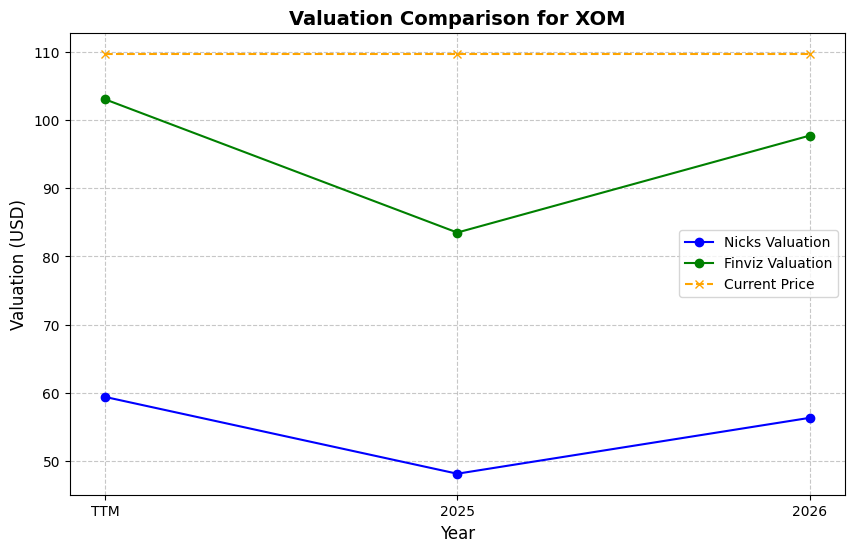 Valuation Comparison for XOM
110
100
90
80
70
60
50
Valuation (USD)
Nicks Valuation
Finviz Valuation
Current Price
TTM 2025 2026
Year